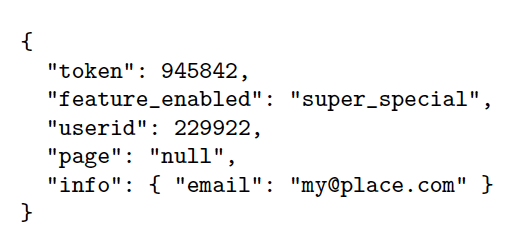 {
  "token": 945842,
  "feature_enabled": "super_special",
  "userid": 229922,
  "page": "null",
  "info": { "email": "my@place.com" }
}